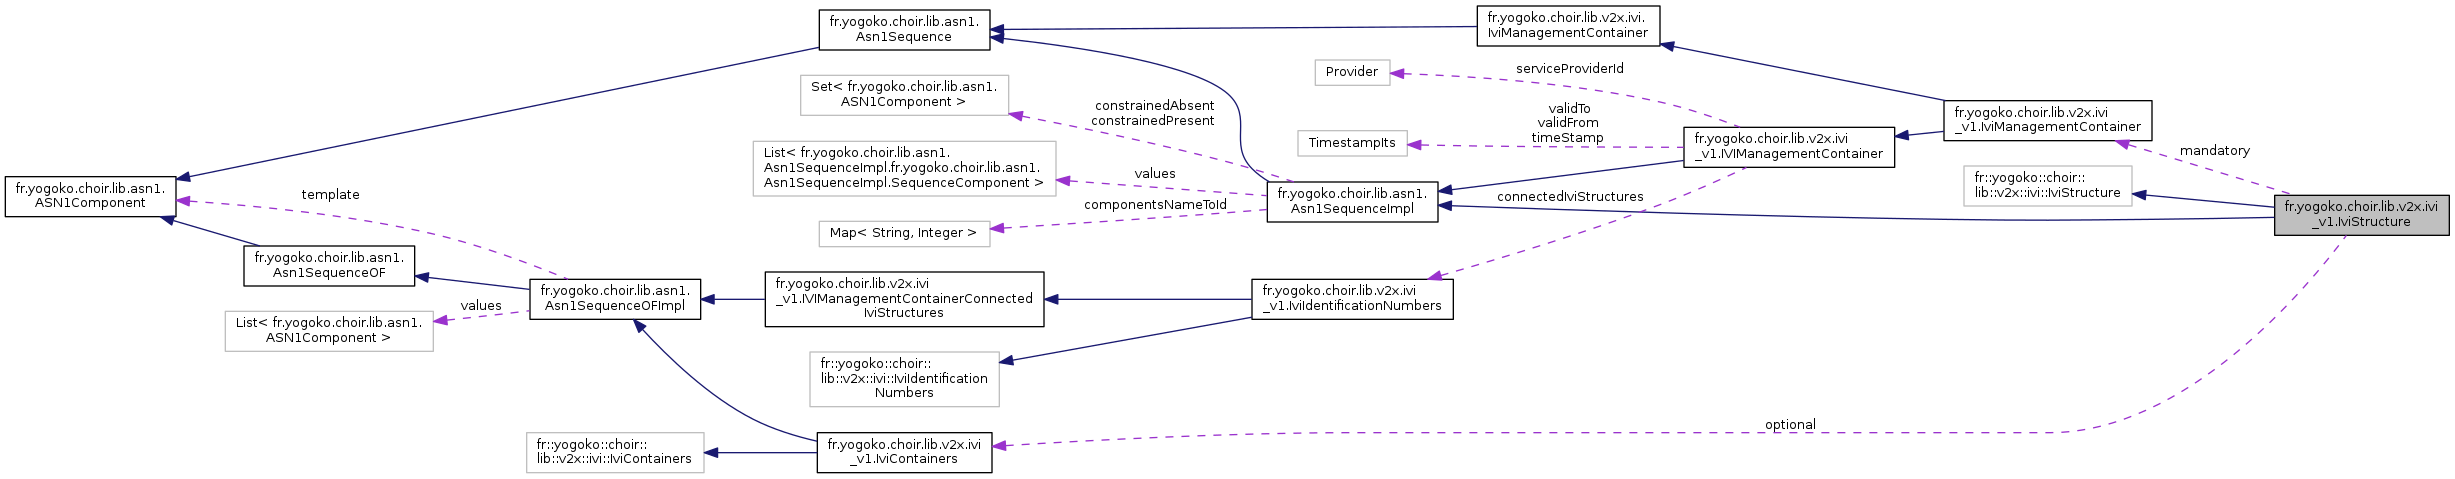 fr.yogoko.choir.lib.asn1.
ASN1Component
fr.yogoko.choir.lib.asn1.
Asn1Sequence
fr.yogoko.choir.lib.v2x.ivi.
IviManagementContainer
Provider
serviceProviderId
Set< fr.yogoko.choir.lib.asn1.
ASN1Component >
constrainedAbsent
constrainedPresent
validTo
validFrom
timeStamp
TimestampIts
fr.yogoko.choir.lib.v2x.ivi
_v1.IVIManagementContainer
fr.yogoko.choir.lib.v2x.ivi
_v1.IviManagementContainer
mandatory
List< fr.yogoko.choir.lib.asn1.
Asn1SequenceImpl.fr.yogoko.choir.lib.asn1.
Asn1SequenceImpl.SequenceComponent >
values
fr::yogoko::choir::
lib::v2x::ivi::IviStructure
template
componentsNameToId
fr.yogoko.choir.lib.asn1.
Asn1SequenceImpl
connectedIviStructures
fr.yogoko.choir.lib.v2x.ivi
_v1.IviStructure
Map< String, Integer >
fr.yogoko.choir.lib.asn1.
Asn1SequenceOF
fr.yogoko.choir.lib.asn1.
Asn1SequenceOFImpl
fr.yogoko.choir.lib.v2x.ivi
_v1.IVIManagementContainerConnected
IviStructures
fr.yogoko.choir.lib.v2x.ivi
_v1.IviIdentificationNumbers
values
List< fr.yogoko.choir.lib.asn1.
ASN1Component >
fr::yogoko::choir::
lib::v2x::ivi::IviIdentification
Numbers
optional
fr::yogoko::choir::
lib::v2x::ivi::IviContainers
fr.yogoko.choir.lib.v2x.ivi
_v1.IviContainers